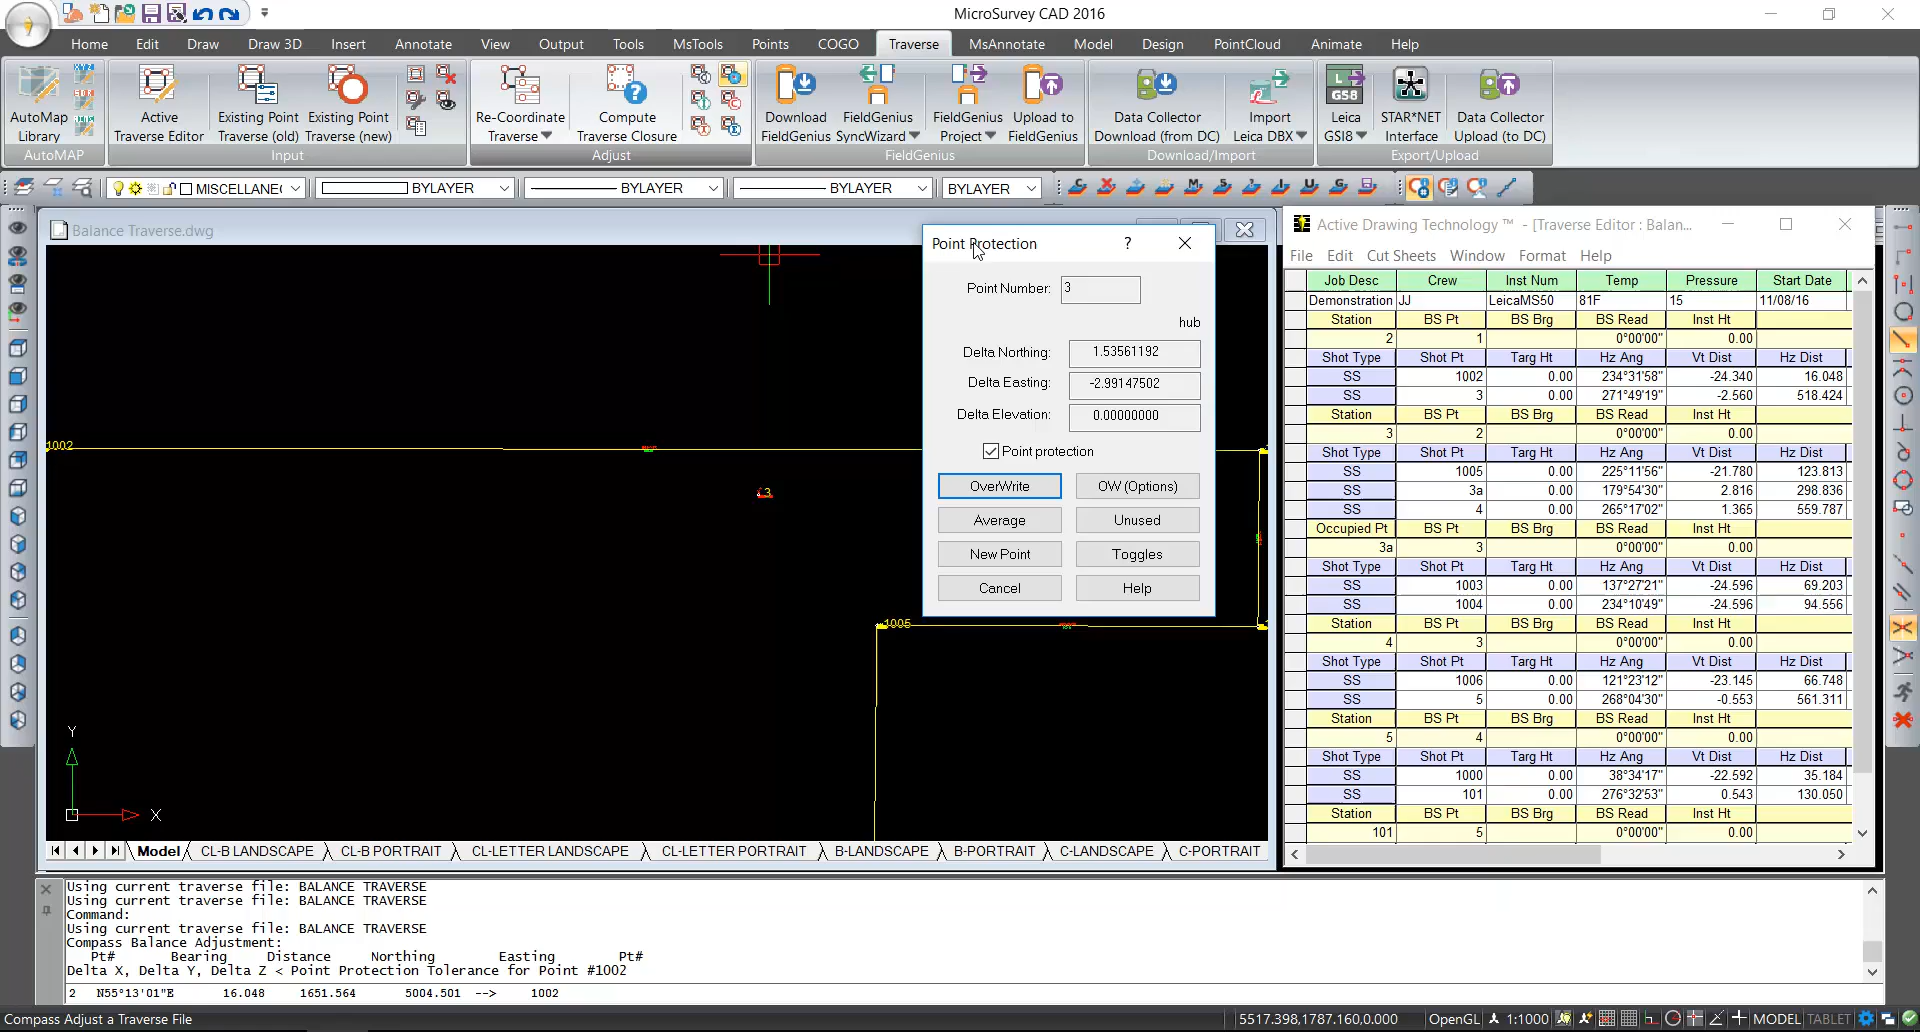 MicroSurvey CAD 2016
Home Edit Draw Draw 3D Insert Annotate View Output Tools MsTools Points COGO Traverse MsAnnotate Model Design PointCloud Animate Help
AutoMap Library
Active Traverse Editor
Existing Point Traverse (old)
Existing Point Traverse (new)
Re-Coordinate Traverse
Compute Traverse Closure
Download FieldGenius
FieldGenius SyncWizard
FieldGenius Project
Upload to FieldGenius
Data Collector Download (from DC)
Import Leica DBX
Leica GSI8
STAR*NET Interface
Data Collector Upload (to DC)
AutoMAP Input Adjust FieldGenius Download/Import Export/Upload
MISCELLANE BYLAYER BYLAYER BYLAYER BYLAYER
Balance Traverse.dwg
1002
3
1005
Y
X
Point Protection ?
Point Number: 3
hub
Delta Northing: 1.53561192
Delta Easting: -2.99147502
Delta Elevation: 0.00000000
Point protection
OverWrite OW (Options)
Average Unused
New Point Toggles
Cancel Help
Active Drawing Technology ™ - [Traverse Editor : Balan...
File Edit Cut Sheets Window Format Help
Job Desc Crew Inst Num Temp Pressure Start Date
Demonstration JJ LeicaMS50 81F 15 11/08/16
Station BS Pt BS Brg BS Read Inst Ht
2 1 0°00'00" 0.00
Shot Type Shot Pt Targ Ht Hz Ang Vt Dist Hz Dist
SS 1002 0.00 234°31'58" -24.340 16.048
SS 3 0.00 271°49'19" -2.560 518.424
Station BS Pt BS Brg BS Read Inst Ht
3 2 0°00'00" 0.00
Shot Type Shot Pt Targ Ht Hz Ang Vt Dist Hz Dist
SS 1005 0.00 225°11'56" -21.780 123.813
SS 3a 0.00 179°54'30" 2.816 298.836
SS 4 0.00 265°17'02" 1.365 559.787
Occupied Pt BS Pt BS Brg BS Read Inst Ht
3a 3 0°00'00" 0.00
Shot Type Shot Pt Targ Ht Hz Ang Vt Dist Hz Dist
SS 1003 0.00 137°27'21" -24.596 69.203
SS 1004 0.00 234°10'49" -24.596 94.556
Station BS Pt BS Brg BS Read Inst Ht
4 3 0°00'00" 0.00
Shot Type Shot Pt Targ Ht Hz Ang Vt Dist Hz Dist
SS 1006 0.00 121°23'12" -23.145 66.748
SS 5 0.00 268°04'30" -0.553 561.311
Station BS Pt BS Brg BS Read Inst Ht
5 4 0°00'00" 0.00
Shot Type Shot Pt Targ Ht Hz Ang Vt Dist Hz Dist
SS 1000 0.00 38°34'17" -22.592 35.184
SS 101 0.00 276°32'53" 0.543 130.050
Station BS Pt BS Brg BS Read Inst Ht
101 5 0°00'00" 0.00
Model CL-B LANDSCAPE CL-B PORTRAIT CL-LETTER LANDSCAPE CL-LETTER PORTRAIT B-LANDSCAPE B-PORTRAIT C-LANDSCAPE C-PORTRAIT
Using current traverse file: BALANCE TRAVERSE
Using current traverse file: BALANCE TRAVERSE
Command:
Using current traverse file: BALANCE TRAVERSE
Compass Balance Adjustment:
Pt# Bearing Distance Northing Easting Pt#
Delta X, Delta Y, Delta Z < Point Protection Tolerance for Point #1002
2 N55°13'01"E 16.048 1651.564 5004.501 --> 1002
Compass Adjust a Traverse File
5517.398,1787.160,0.000 OpenGL 1:1000 MODEL TABLET